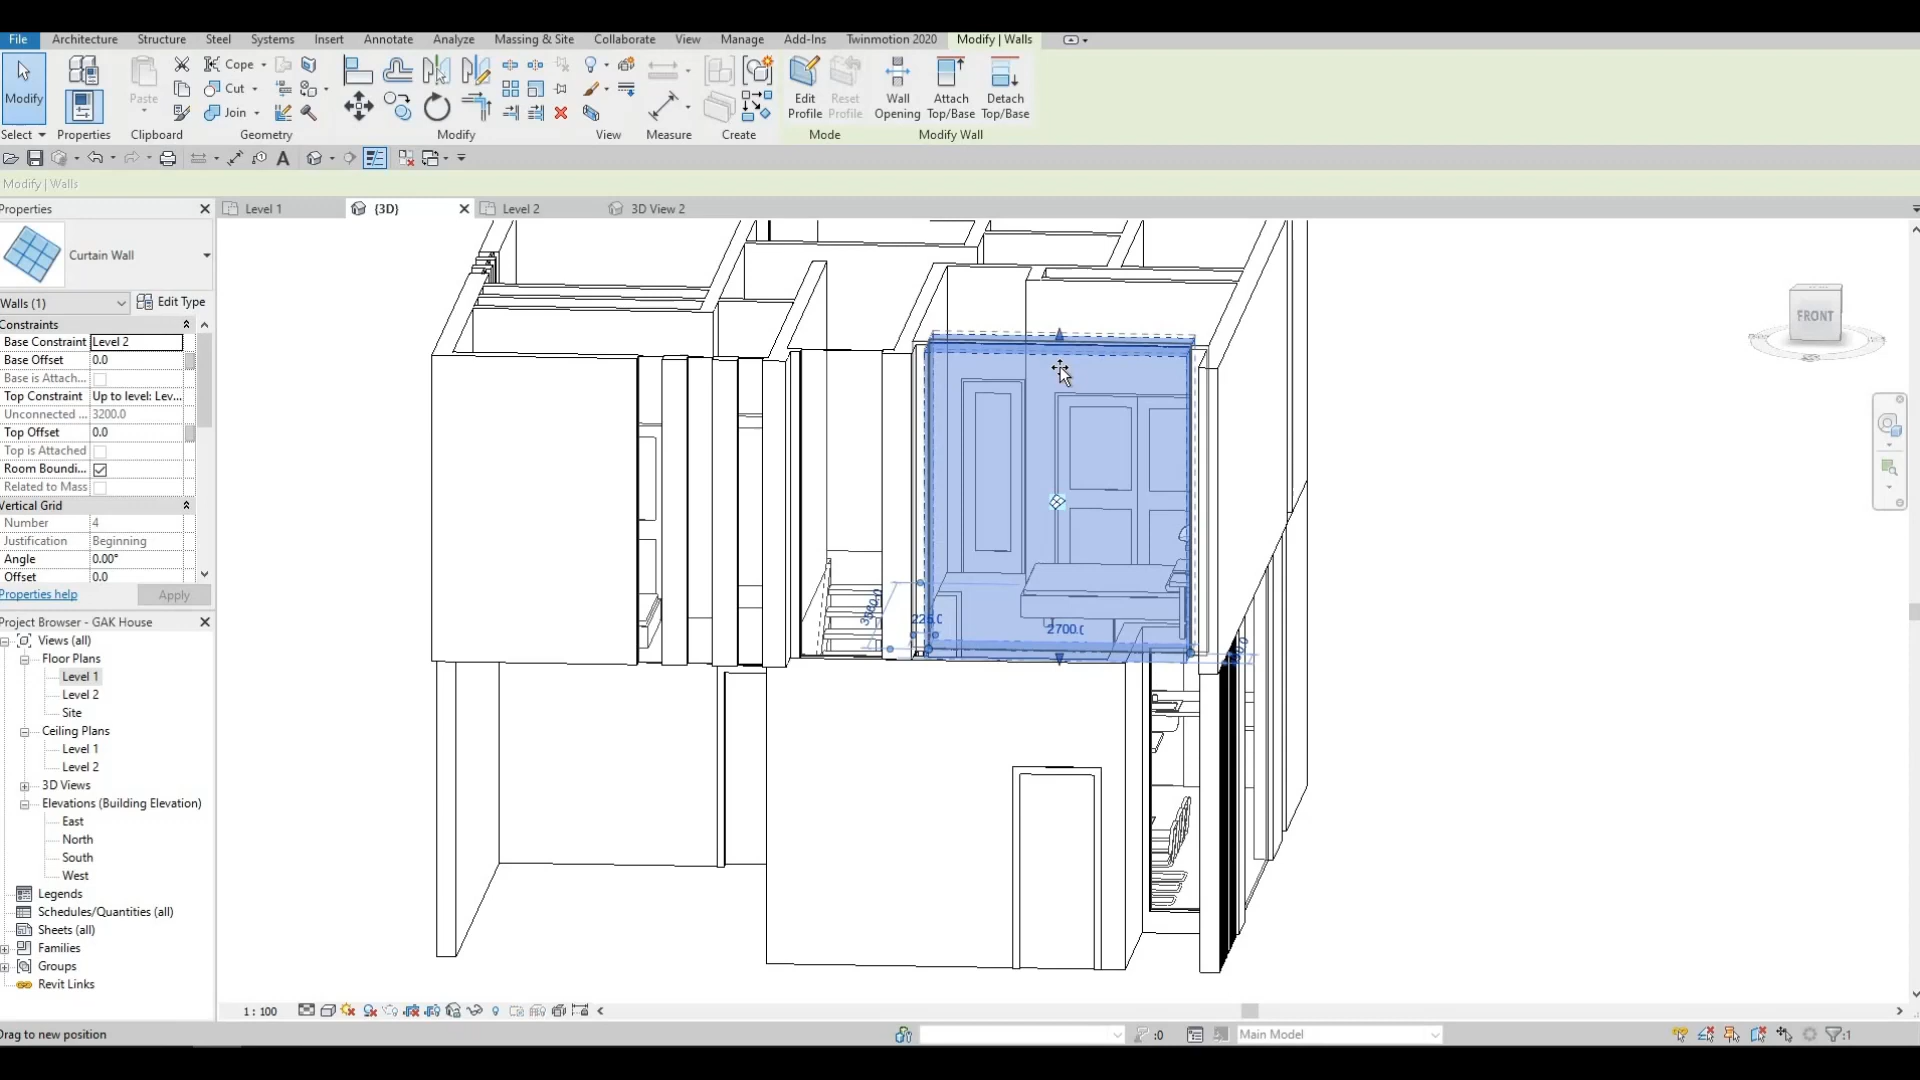 File Architecture Structure Steel Systems Insert Annotate Analyze Massing & Site Collaborate View Manage Add-Ins Twinmotion 2020 Modify | Walls
Modify
Paste
Cope
Cut
Join
Edit Profile
Reset Profile
Wall Opening
Attach Top/Base
Detach Top/Base
Select Properties Clipboard Geometry Modify View Measure Create Mode Modify Wall
Modify | Walls
Properties
Level 1
{3D}
Level 2
3D View 2
Curtain Wall
Walls (1)
Edit Type
Constraints
Base Constraint Level 2
Base Offset 0.0
Base is Attach...
Top Constraint Up to level: Lev...
Unconnected ... 3200.0
Top Offset 0.0
Top is Attached
Room Boundi...
Related to Mass
Vertical Grid
Number 4
Justification Beginning
Angle 0.00°
Offset 0.0
Properties help
Apply
Project Browser - GAK House
Views (all)
Floor Plans
Level 1
Level 2
Site
Ceiling Plans
Level 1
Level 2
3D Views
Elevations (Building Elevation)
East
North
South
West
Legends
Schedules/Quantities (all)
Sheets (all)
Families
Groups
Revit Links
FRONT
2700.0
1 : 100
Drag to new position
:0
Main Model
:1